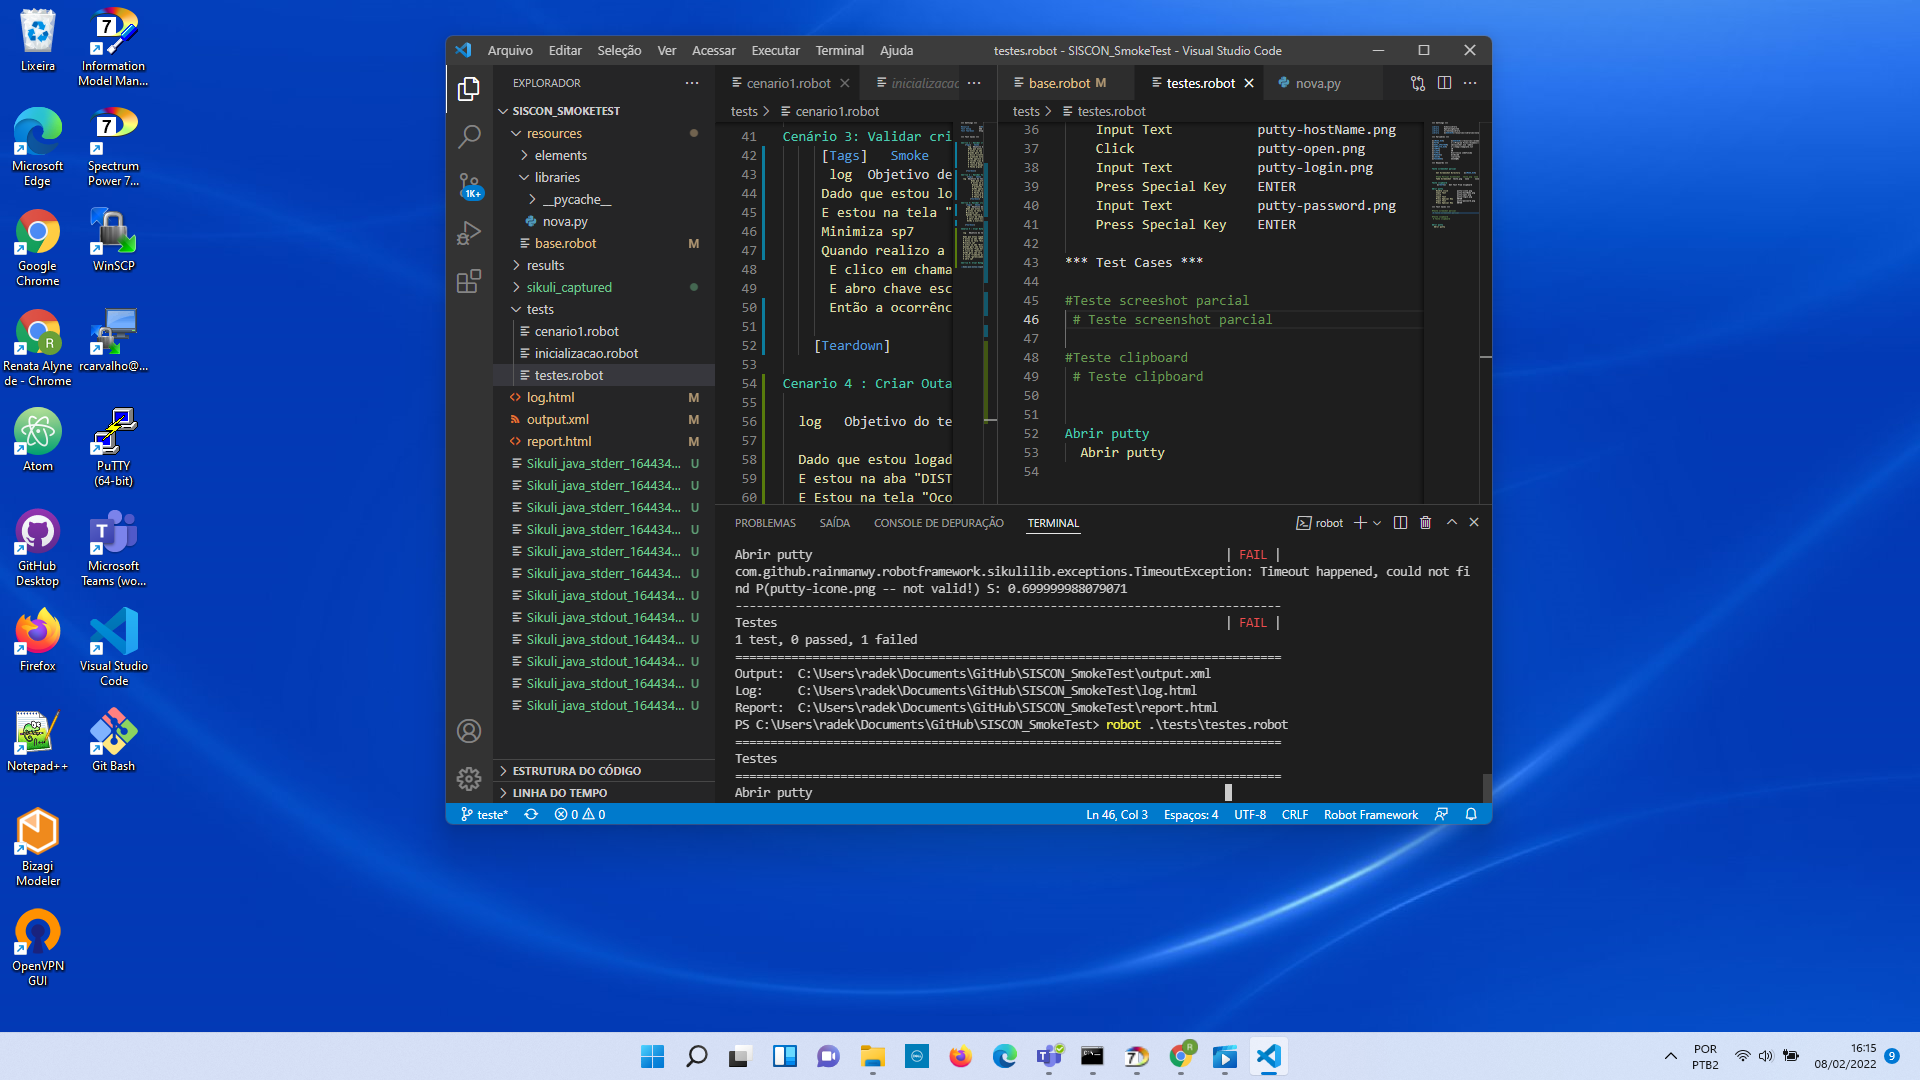 Lixeira
Information
Model Man...
Microsoft
Edge
Spectrum
Power 7...
Google
Chrome
WinSCP
Renata Alyne
de - Chrome
rcarvalho@...
Atom
PuTTY
(64-bit)
GitHub
Desktop
Microsoft
Teams (wo...
Firefox
Visual Studio
Code
Notepad++
Git Bash
Bizagi
Modeler
OpenVPN
GUI
Arquivo Editar Seleção Ver Acessar Executar Terminal Ajuda
testes.robot - SISCON_SmokeTest - Visual Studio Code
EXPLORADOR
1K+
SISCON_SMOKETEST
resources
elements
libraries
__pycache__
nova.py
base.robot M
results
sikuli_captured
tests
cenario1.robot
inicializacao.robot
testes.robot
log.html M
output.xml M
report.html M
Sikuli_java_stderr_164434... U
Sikuli_java_stderr_164434... U
Sikuli_java_stderr_164434... U
Sikuli_java_stderr_164434... U
Sikuli_java_stderr_164434... U
Sikuli_java_stderr_164434... U
Sikuli_java_stdout_164434... U
Sikuli_java_stdout_164434... U
Sikuli_java_stdout_164434... U
Sikuli_java_stdout_164434... U
Sikuli_java_stdout_164434... U
Sikuli_java_stdout_164434... U
ESTRUTURA DO CÓDIGO
LINHA DO TEMPO
cenario1.robot inicializacao
tests > cenario1.robot
41 Cenário 3: Validar cri
42 [Tags] Smoke
43 log Objetivo de
44 Dado que estou lo
45 E estou na tela "
46 Minimiza sp7
47 Quando realizo a
48 E clico em chama
49 E abro chave esc
50 Então a ocorrênc
51
52 [Teardown]
53
54 Cenario 4 : Criar Outa
55
56 log Objetivo do te
57
58 Dado que estou logad
59 E estou na aba "DIST
60 E Estou na tela "Oco
base.robot M testes.robot nova.py
tests > testes.robot
36 Input Text putty-hostName.png
37 Click putty-open.png
38 Input Text putty-login.png
39 Press Special Key ENTER
40 Input Text putty-password.png
41 Press Special Key ENTER
42
43 *** Test Cases ***
44
45 #Teste screeshot parcial
46 # Teste screenshot parcial
47
48 #Teste clipboard
49 # Teste clipboard
50
51
52 Abrir putty
53 Abrir putty
54
PROBLEMAS SAÍDA CONSOLE DE DEPURAÇÃO TERMINAL
robot
Abrir putty | FAIL |
com.github.rainmanwy.robotframework.sikulilib.exceptions.TimeoutException: Timeout happened, could not fi
nd P(putty-icone.png -- not valid!) S: 0.699999988079071
------------------------------------------------------------------------------
Testes | FAIL |
1 test, 0 passed, 1 failed
==============================================================================
Output: C:\Users\radek\Documents\GitHub\SISCON_SmokeTest\output.xml
Log: C:\Users\radek\Documents\GitHub\SISCON_SmokeTest\log.html
Report: C:\Users\radek\Documents\GitHub\SISCON_SmokeTest\report.html
PS C:\Users\radek\Documents\GitHub\SISCON_SmokeTest> robot .\tests\testes.robot
==============================================================================
Testes
==============================================================================
Abrir putty
teste* 0 0
Ln 46, Col 3 Espaços: 4 UTF-8 CRLF Robot Framework
POR
PTB2
16:15
08/02/2022
9